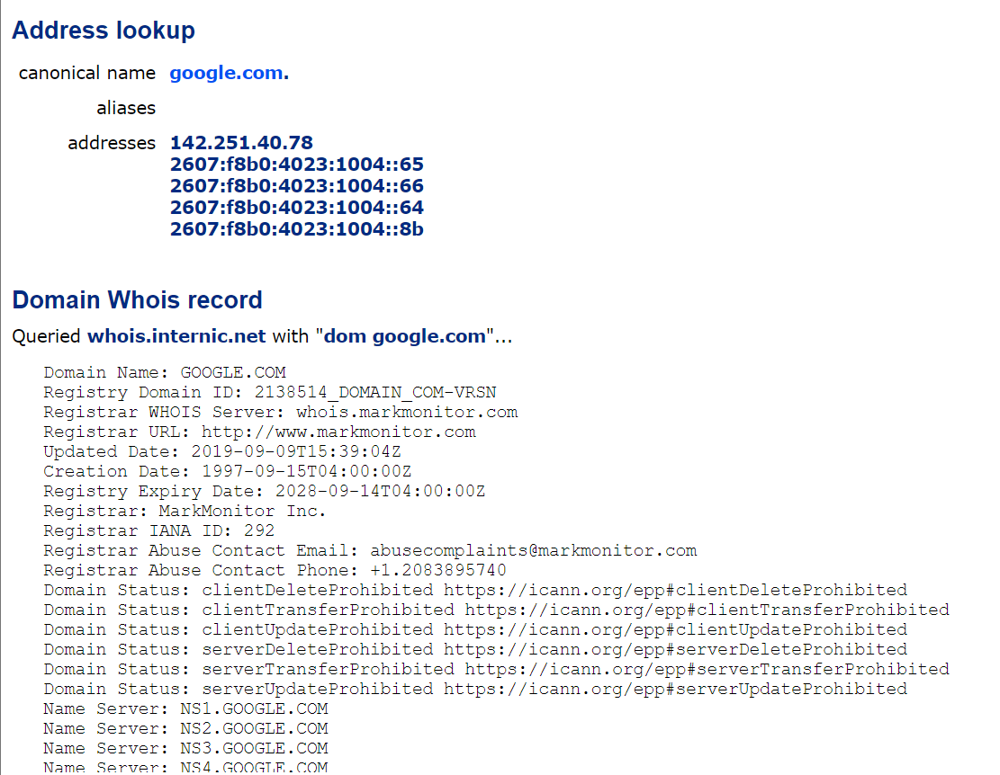 Address lookup
canonical name google.com.
aliases
addresses 142.251.40.78
2607:f8b0:4023:1004::65
2607:f8b0:4023:1004::66
2607:f8b0:4023:1004::64
2607:f8b0:4023:1004::8b
Domain Whois record
Queried whois.internic.net with "dom google.com"...
Domain Name: GOOGLE.COM
Registry Domain ID: 2138514_DOMAIN_COM-VRSN
Registrar WHOIS Server: whois.markmonitor.com
Registrar URL: http://www.markmonitor.com
Updated Date: 2019-09-09T15:39:04Z
Creation Date: 1997-09-15T04:00:00Z
Registry Expiry Date: 2028-09-14T04:00:00Z
Registrar: MarkMonitor Inc.
Registrar IANA ID: 292
Registrar Abuse Contact Email: abusecomplaints@markmonitor.com
Registrar Abuse Contact Phone: +1.2083895740
Domain Status: clientDeleteProhibited https://icann.org/epp#clientDeleteProhibited
Domain Status: clientTransferProhibited https://icann.org/epp#clientTransferProhibited
Domain Status: clientUpdateProhibited https://icann.org/epp#clientUpdateProhibited
Domain Status: serverDeleteProhibited https://icann.org/epp#serverDeleteProhibited
Domain Status: serverTransferProhibited https://icann.org/epp#serverTransferProhibited
Domain Status: serverUpdateProhibited https://icann.org/epp#serverUpdateProhibited
Name Server: NS1.GOOGLE.COM
Name Server: NS2.GOOGLE.COM
Name Server: NS3.GOOGLE.COM
Name Server: NS4.GOOGLE.COM